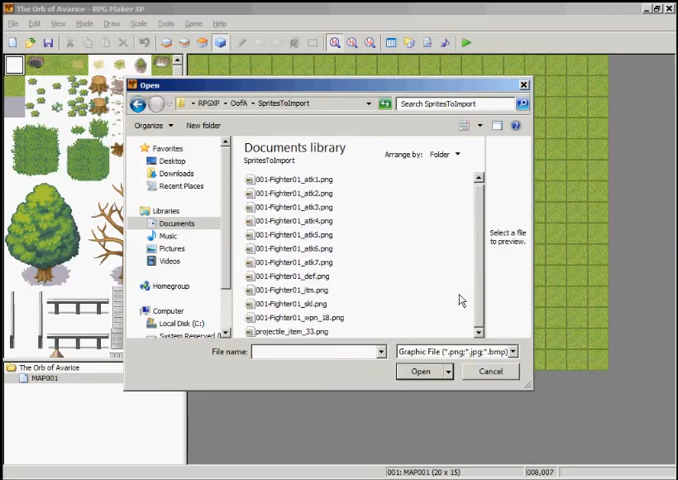 The Orb of Avance - RPG Maker XP
File Edit View Mode Draw Scale Tools Game Help
Open
RPGXP OofA SpritesToImport
Search SpritesToImport
Organize New folder
Favorites
Desktop
Downloads
Recent Places
Libraries
Documents
Music
Pictures
Videos
Homegroup
Computer
Local Disk (C:)
System Reserved
Documents library
SpritesToImport
Arrange by: Folder
001-Fighter01_atk1.png
001-Fighter01_atk2.png
001-Fighter01_atk3.png
001-Fighter01_atk4.png
001-Fighter01_atk5.png
001-Fighter01_atk6.png
001-Fighter01_atk7.png
001-Fighter01_def.png
001-Fighter01_itm.png
001-Fighter01_skl.png
001-Fighter01_wpn_18.png
projectile_item_33.png
Select a file
to preview.
File name:
Graphic File (*.png;*.jpg;*.bmp)
Open Cancel
The Orb of Avance
MAP001
001: MAP001 (20 x 15)
008,007